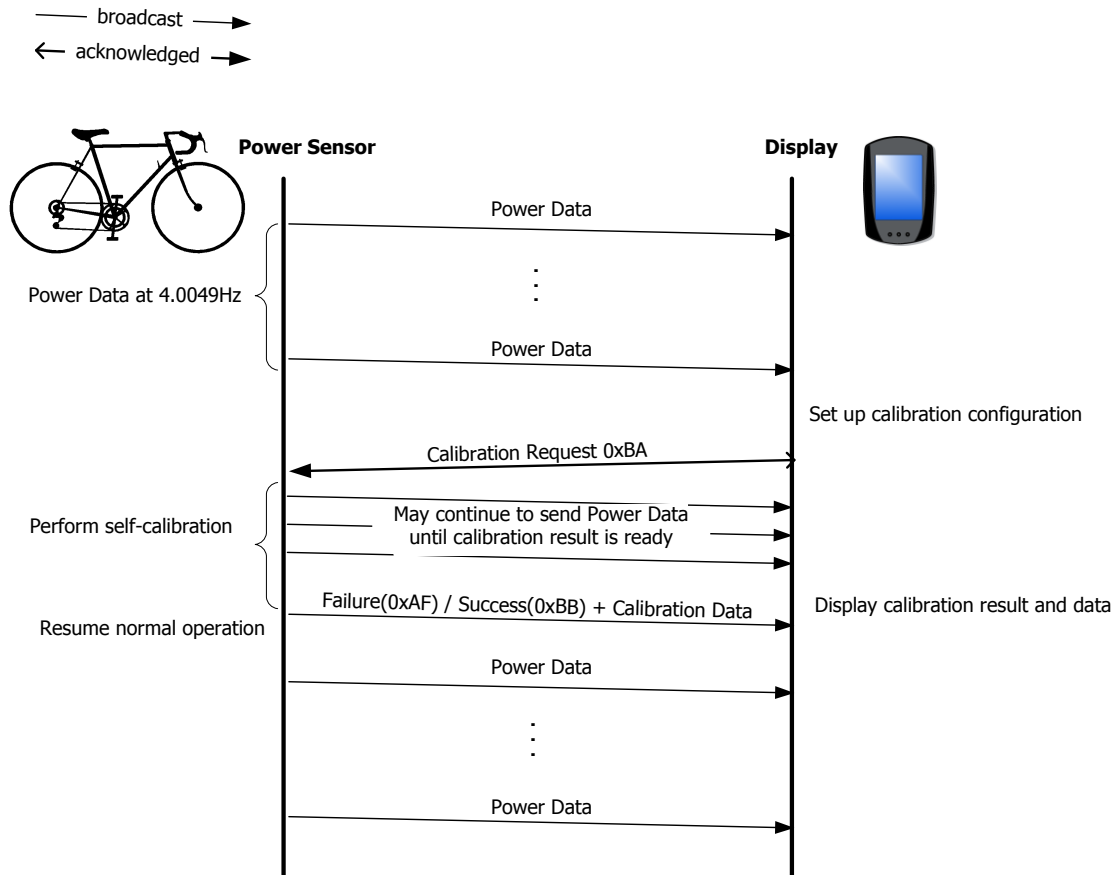 broadcast
acknowledged
Power Sensor
Display
Power Data
Power Data at 4.0049Hz
Power Data
Set up calibration configuration
Calibration Request 0xBA
May continue to send Power Data
until calibration result is ready
Perform self-calibration
Failure(0xAF) / Success(0xBB) + Calibration Data
Display calibration result and data
Resume normal operation
Power Data
Power Data